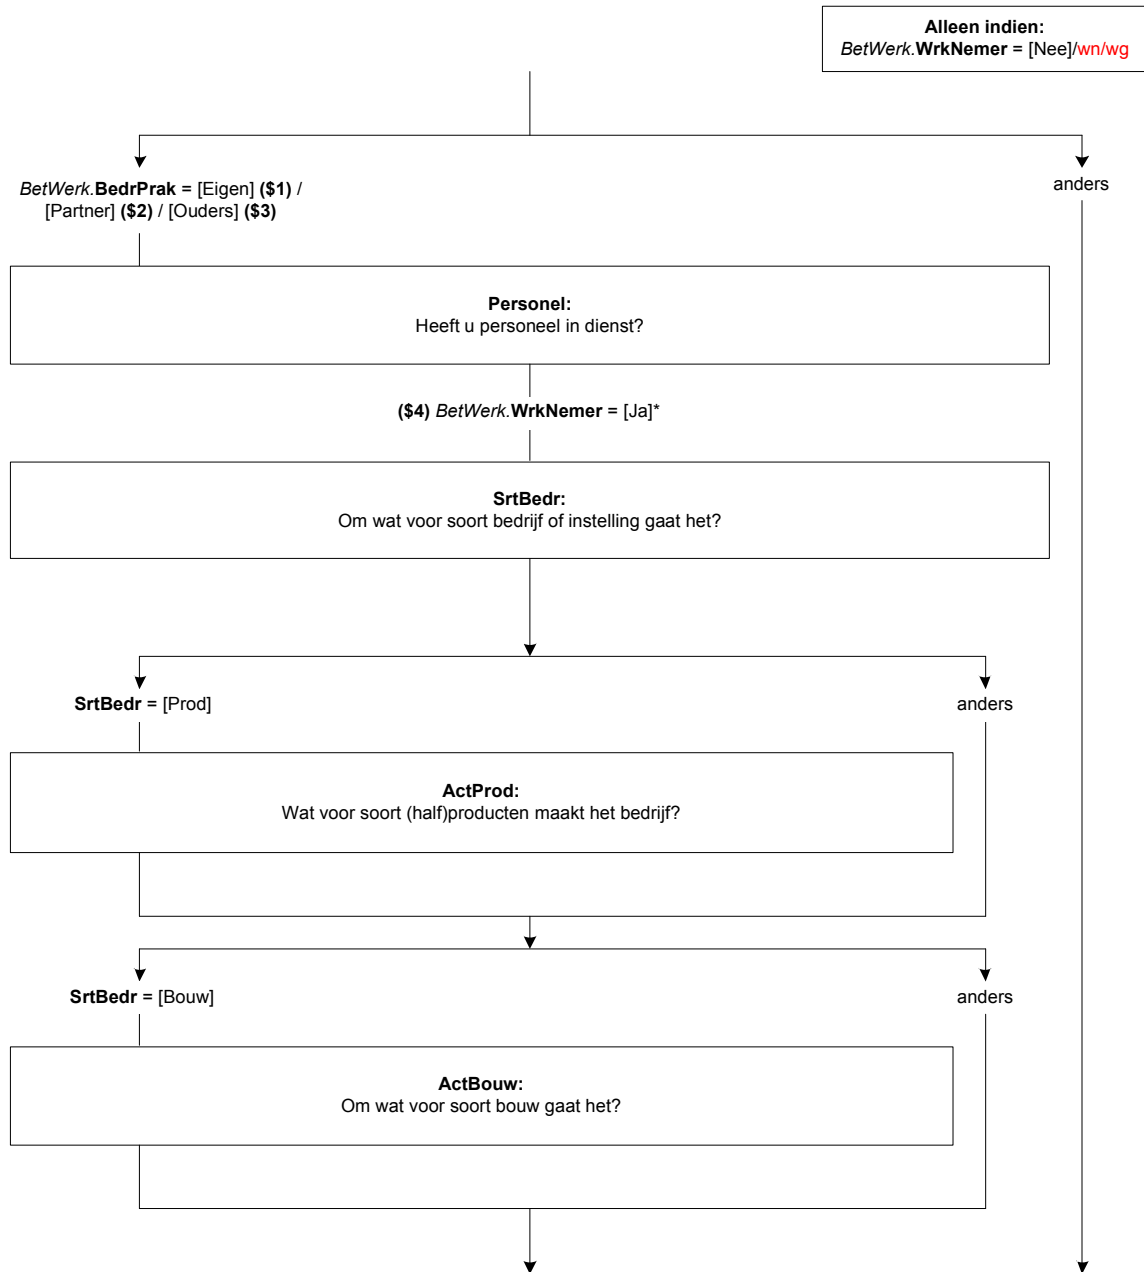 Alleen indien:
BetWerk.WrkNemer = [Nee]/wn/wg
BetWerk.BedrPrak = [Eigen] ($1) /
[Partner] ($2) / [Ouders] ($3)
anders
Personel:
Heeft u personeel in dienst?
($4) BetWerk.WrkNemer = [Ja]*
SrtBedr:
Om wat voor soort bedrijf of instelling gaat het?
SrtBedr = [Prod]
anders
ActProd:
Wat voor soort (half)producten maakt het bedrijf?
SrtBedr = [Bouw]
anders
ActBouw:
Om wat voor soort bouw gaat het?